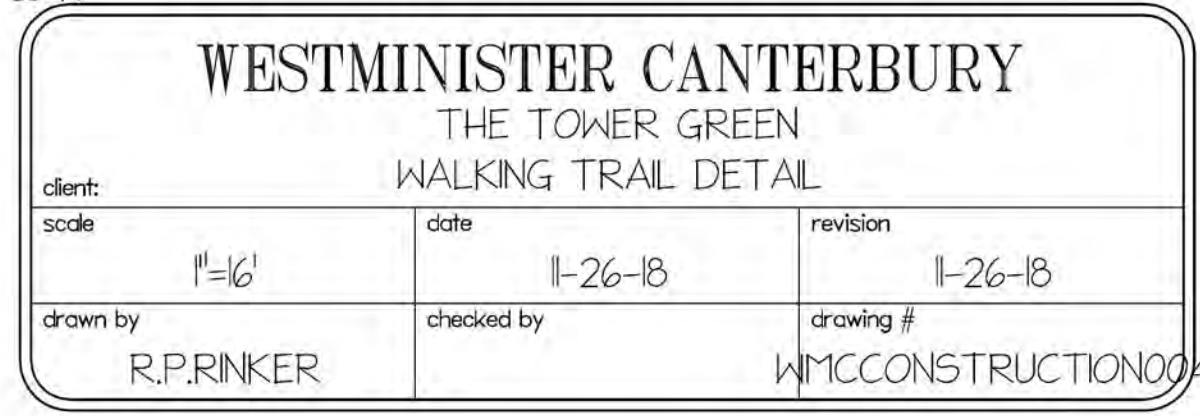 WESTMINISTER CANTERBURY
THE TOWER GREEN
WALKING TRAIL DETAIL
client:
scale
date
revision
1"=16'
11-26-18
11-26-18
drawn by
checked by
drawing #
R.P.RINKER